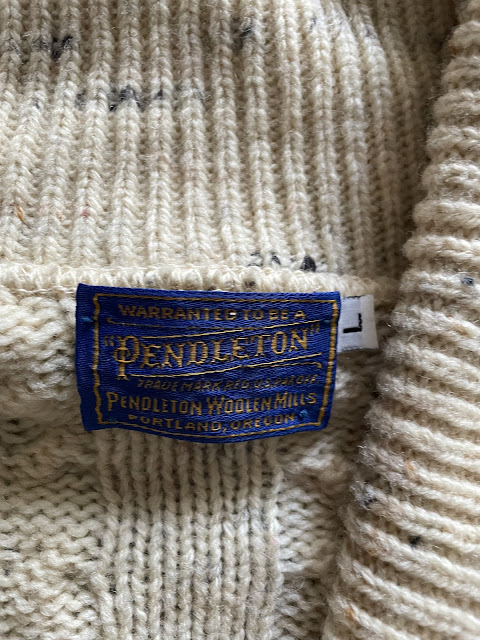 WARRANTED TO BE A
"PENDLETON"
TRADE MARK REG. U.S. PAT. OFF.
PENDLETON WOOLEN MILLS
PORTLAND, OREGON
L